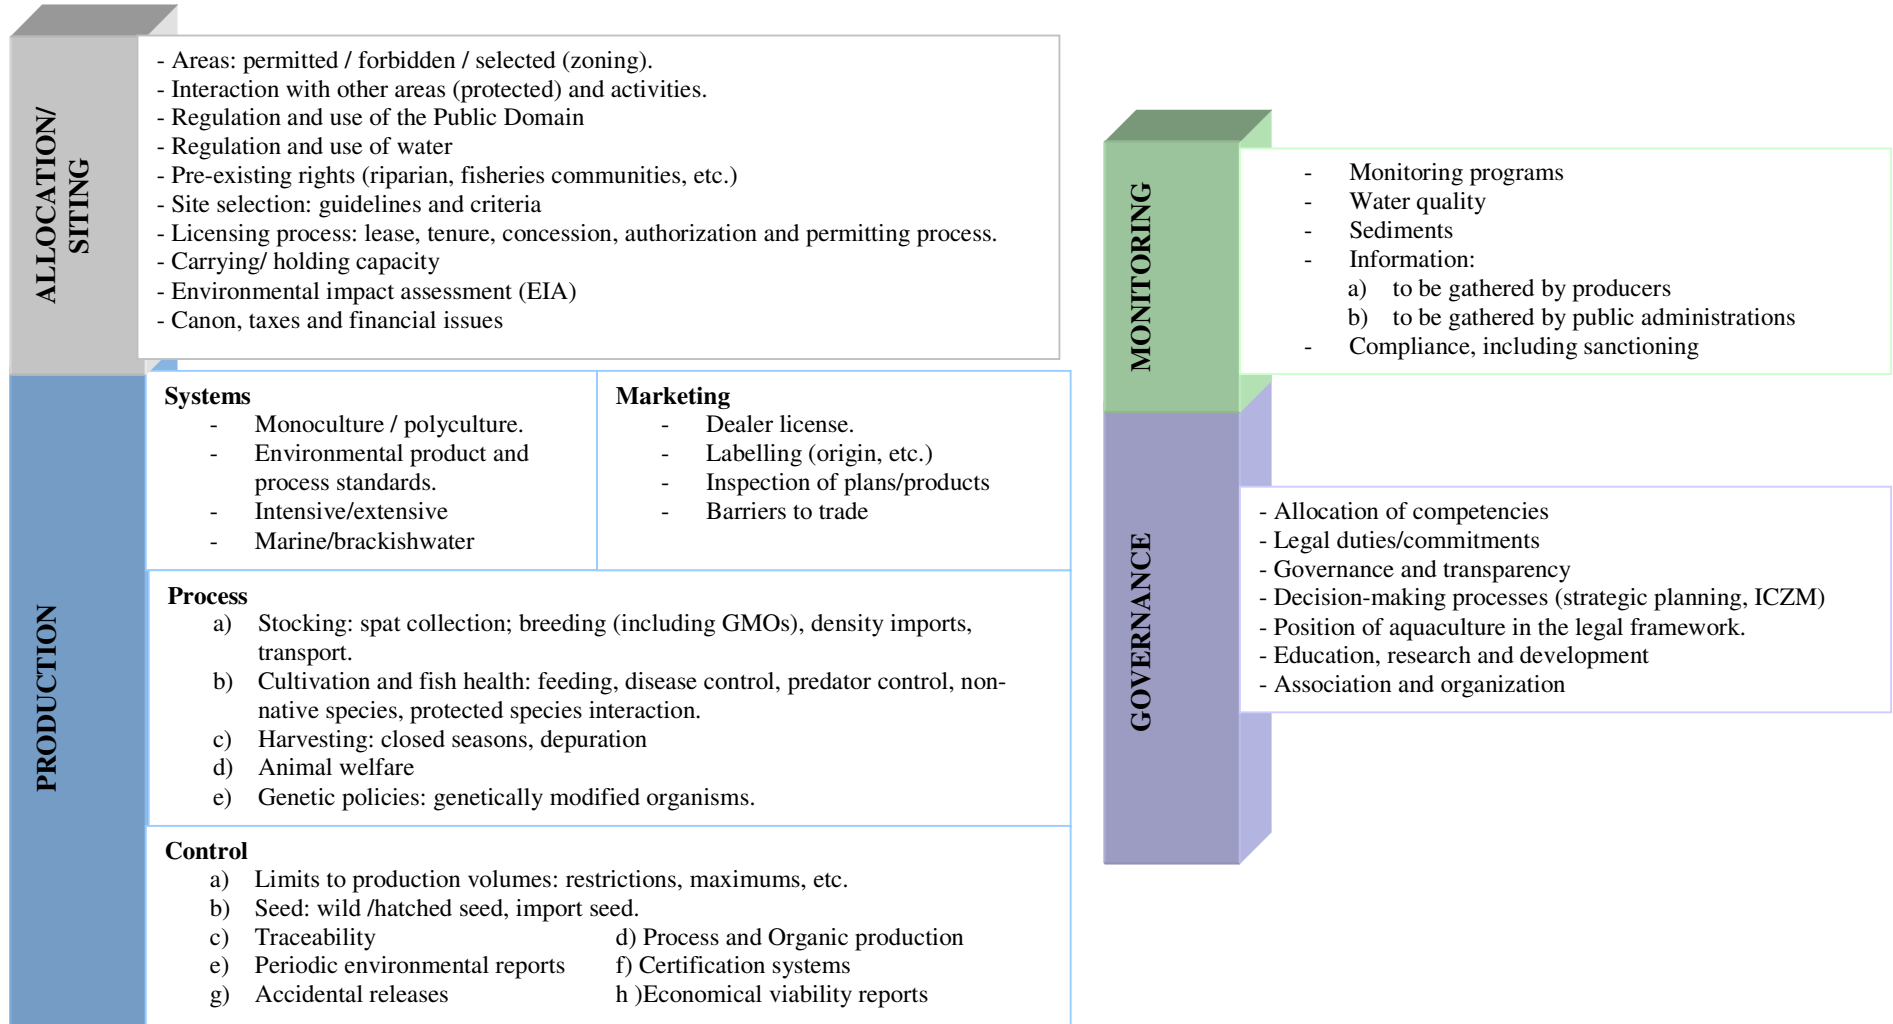 ALLOCATION/
SITING
- Areas: permitted / forbidden / selected (zoning).
- Interaction with other areas (protected) and activities.
- Regulation and use of the Public Domain
- Regulation and use of water
- Pre-existing rights (riparian, fisheries communities, etc.)
- Site selection: guidelines and criteria
- Licensing process: lease, tenure, concession, authorization and permitting process.
- Carrying/ holding capacity
- Environmental impact assessment (EIA)
- Canon, taxes and financial issues
PRODUCTION
Systems
- Monoculture / polyculture.
- Environmental product and
process standards.
- Intensive/extensive
- Marine/brackishwater
Marketing
- Dealer license.
- Labelling (origin, etc.)
- Inspection of plans/products
- Barriers to trade
Process
a) Stocking: spat collection; breeding (including GMOs), density imports,
transport.
b) Cultivation and fish health: feeding, disease control, predator control, non-
native species, protected species interaction.
c) Harvesting: closed seasons, depuration
d) Animal welfare
e) Genetic policies: genetically modified organisms.
Control
a) Limits to production volumes: restrictions, maximums, etc.
b) Seed: wild /hatched seed, import seed.
c) Traceability d) Process and Organic production
e) Periodic environmental reports f) Certification systems
g) Accidental releases h )Economical viability reports
MONITORING
- Monitoring programs
- Water quality
- Sediments
- Information:
a) to be gathered by producers
b) to be gathered by public administrations
- Compliance, including sanctioning
GOVERNANCE
- Allocation of competencies
- Legal duties/commitments
- Governance and transparency
- Decision-making processes (strategic planning, ICZM)
- Position of aquaculture in the legal framework.
- Education, research and development
- Association and organization